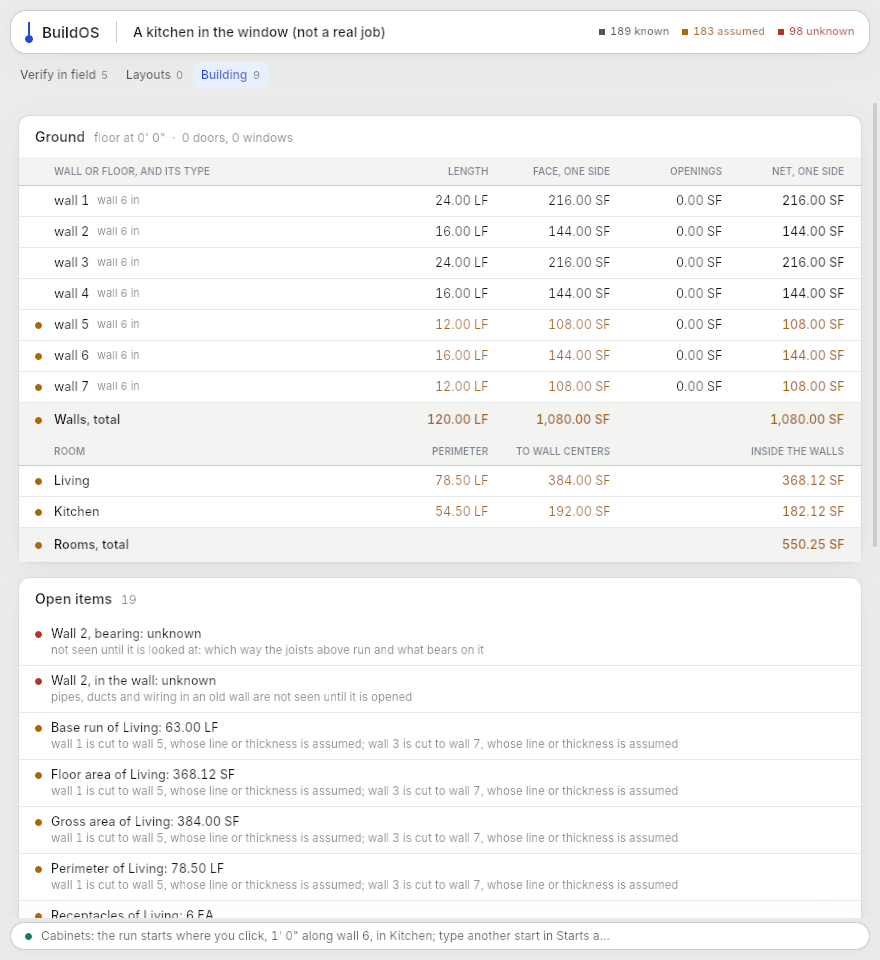 BuildOS
A kitchen in the window (not a real job)
189 known 183 assumed 98 unknown
Verify in field 5 Layouts 0 Building 9
Ground floor at 0' 0" · 0 doors, 0 windows
WALL OR FLOOR, AND ITS TYPE LENGTH FACE, ONE SIDE OPENINGS NET, ONE SIDE
wall 1 wall 6 in 24.00 LF 216.00 SF 0.00 SF 216.00 SF
wall 2 wall 6 in 16.00 LF 144.00 SF 0.00 SF 144.00 SF
wall 3 wall 6 in 24.00 LF 216.00 SF 0.00 SF 216.00 SF
wall 4 wall 6 in 16.00 LF 144.00 SF 0.00 SF 144.00 SF
wall 5 wall 6 in 12.00 LF 108.00 SF 0.00 SF 108.00 SF
wall 6 wall 6 in 16.00 LF 144.00 SF 0.00 SF 144.00 SF
wall 7 wall 6 in 12.00 LF 108.00 SF 0.00 SF 108.00 SF
Walls, total 120.00 LF 1,080.00 SF 1,080.00 SF
ROOM PERIMETER TO WALL CENTERS INSIDE THE WALLS
Living 78.50 LF 384.00 SF 368.12 SF
Kitchen 54.50 LF 192.00 SF 182.12 SF
Rooms, total 550.25 SF
Open items 19
Wall 2, bearing: unknown
not seen until it is looked at: which way the joists above run and what bears on it
Wall 2, in the wall: unknown
pipes, ducts and wiring in an old wall are not seen until it is opened
Base run of Living: 63.00 LF
wall 1 is cut to wall 5, whose line or thickness is assumed; wall 3 is cut to wall 7, whose line or thickness is assumed
Floor area of Living: 368.12 SF
wall 1 is cut to wall 5, whose line or thickness is assumed; wall 3 is cut to wall 7, whose line or thickness is assumed
Gross area of Living: 384.00 SF
wall 1 is cut to wall 5, whose line or thickness is assumed; wall 3 is cut to wall 7, whose line or thickness is assumed
Perimeter of Living: 78.50 LF
wall 1 is cut to wall 5, whose line or thickness is assumed; wall 3 is cut to wall 7, whose line or thickness is assumed
Receptacles of Living: 6 EA
Cabinets: the run starts where you click, 1' 0" along wall 6, in Kitchen; type another start in Starts a...